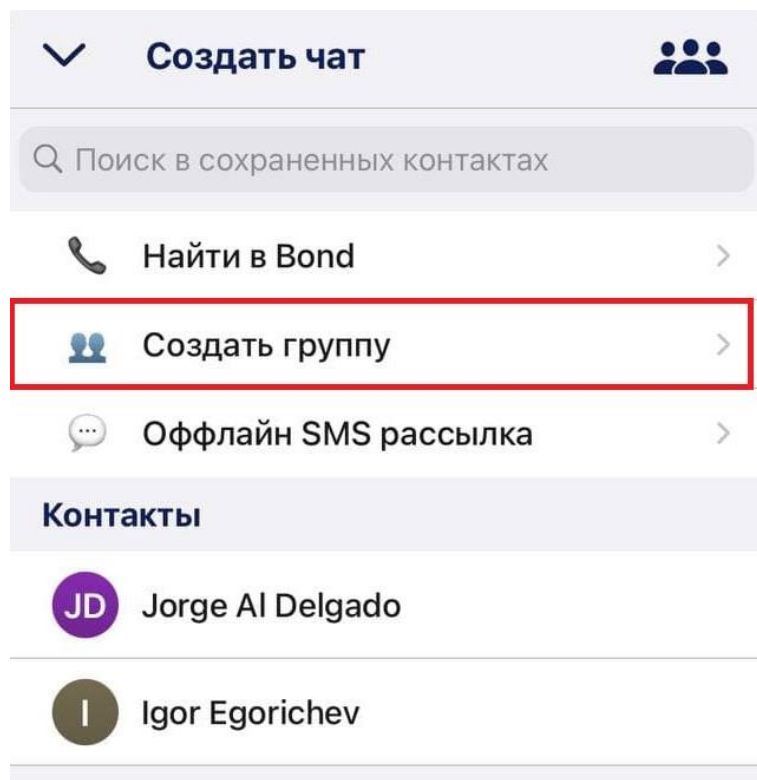 Создать чат
Поиск в сохраненных контактах
Найти в Bond
Создать группу
Оффлайн SMS рассылка
Контакты
JD Jorge Al Delgado
I Igor Egorichev